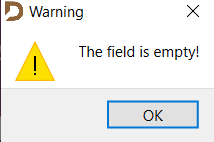 Warning
The field is empty!
OK